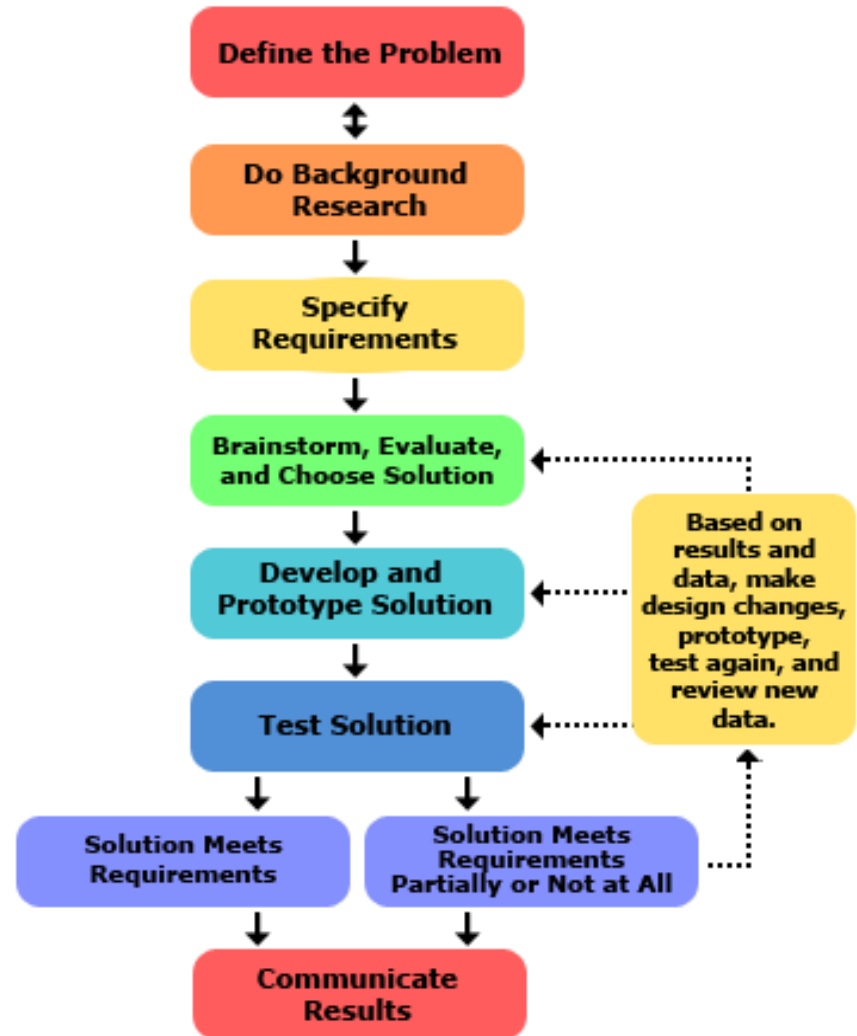 Define the Problem
Do Background
Research
Specify
Requirements
Brainstorm, Evaluate,
and Choose Solution
Develop and
Prototype Solution
Based on
results and
data, make
design changes,
prototype,
test again, and
review new
data.
Test Solution
Solution Meets
Requirements
Solution Meets
Requirements
Partially or Not at All
Communicate
Results